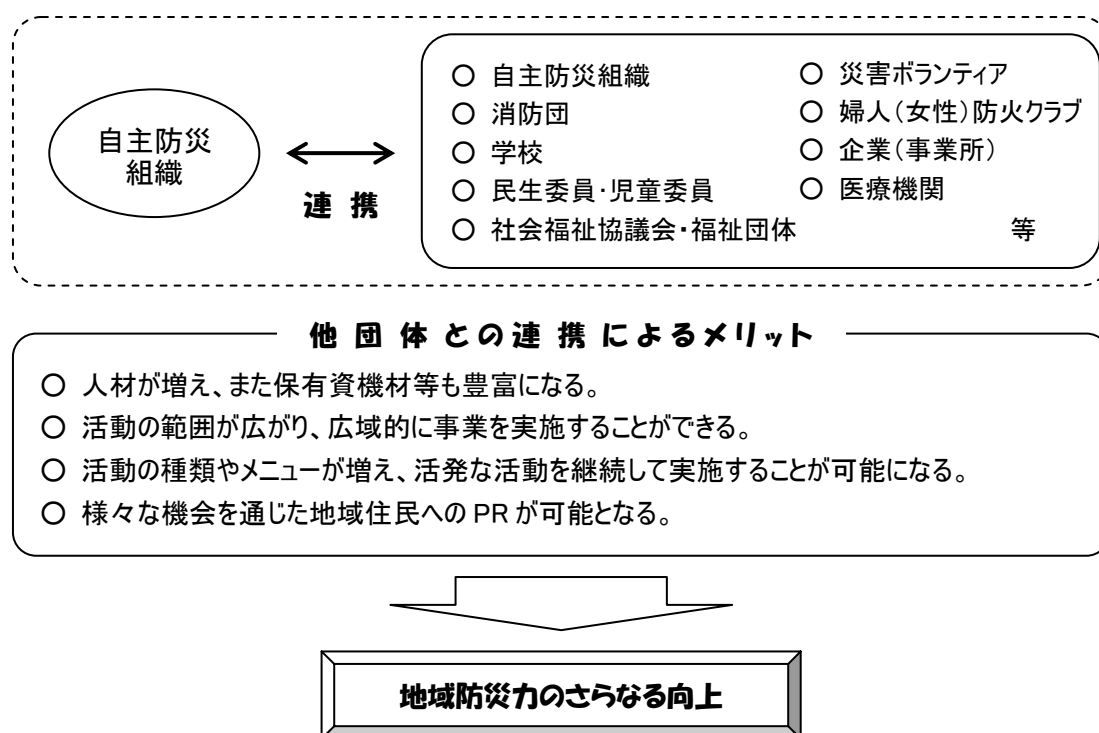 自主防災
組織
連 携
○ 自主防災組織
○ 消防団
○ 学校
○ 民生委員・児童委員
○ 社会福祉協議会・福祉団体
○ 災害ボランティア
○ 婦人(女性)防火クラブ
○ 企業(事業所)
○ 医療機関
等
他 団 体 との 連 携 によるメリット
○ 人材が増え、また保有資機材等も豊富になる。
○ 活動の範囲が広がり、広域的に事業を実施することができる。
○ 活動の種類やメニューが増え、活発な活動を継続して実施することが可能になる。
○ 様々な機会を通じた地域住民への PR が可能となる。
地域防災力のさらなる向上